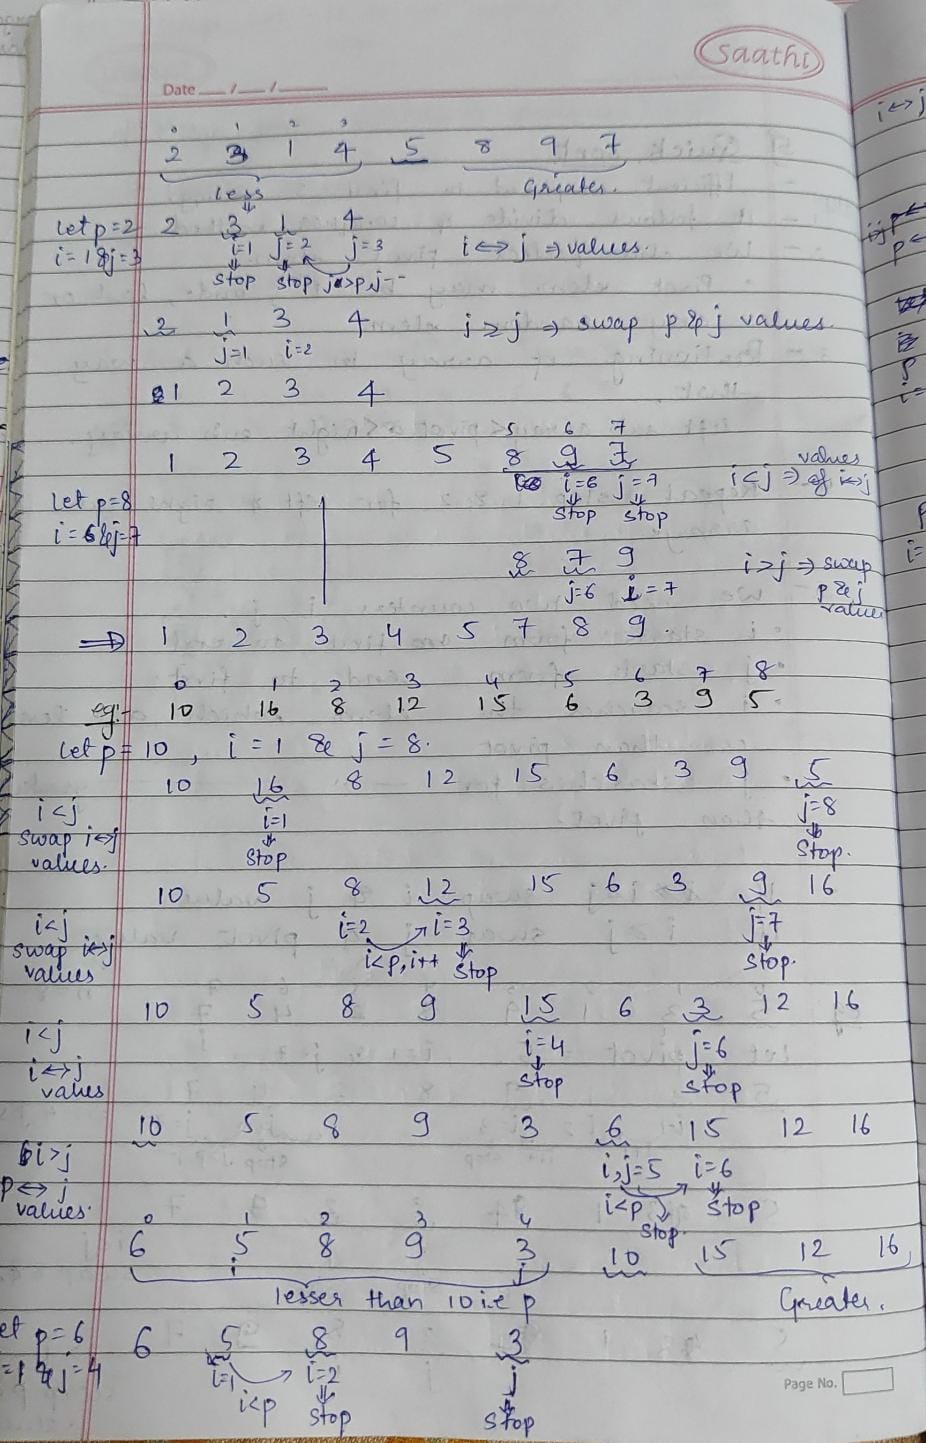 Saathi
Date ___/___/___
0 1 2 3
2 3 1 4 5 8 9 7
Less Greater.
let p=2 2 3 1 4
i=1 & j=3 i=1 j=2 j=3 i ⟺ j ⇒ values.
stop stop j>p, j--
2 1 3 4 i ≥ j ⇒ swap p & j values.
j=1 i=2
1 2 3 4
5 6 7
1 2 3 4 5 8 9 7 values
i=6 j=7 i<j ⇒ of i↔j
let p=8 stop stop
i=6 & j=7
8 7 9 i>j ⇒ swap
j=6 i=7 p & j
values
⇒ 1 2 3 4 5 7 8 9.
0 1 2 3 4 5 6 7 8
eg:- 10 16 8 12 15 6 3 9 5
let p=10, i=1 & j=8.
10 16 8 12 15 6 3 9 5
i<j i=1 j=8
swap i↔j stop stop.
values.
10 5 8 12 15 6 3 9 16
i<j i=2 i=3 j=7
swap i↔j i<p, i++ stop stop.
values
10 5 8 9 15 6 3 12 16
i<j i=4 j=6
i↔j stop stop
values
10 5 8 9 3 6 15 12 16
i>j i,j=5 i=6
p↔j i<p stop
values. stop.
0 1 2 3 4
6 5 8 9 3 10 15 12 16
i j
lesser than 10 i.e p Greater.
et p=6 6 5 8 9 3
=1 & j=4 i=1 i=2 j
i<p stop stop
Page No.